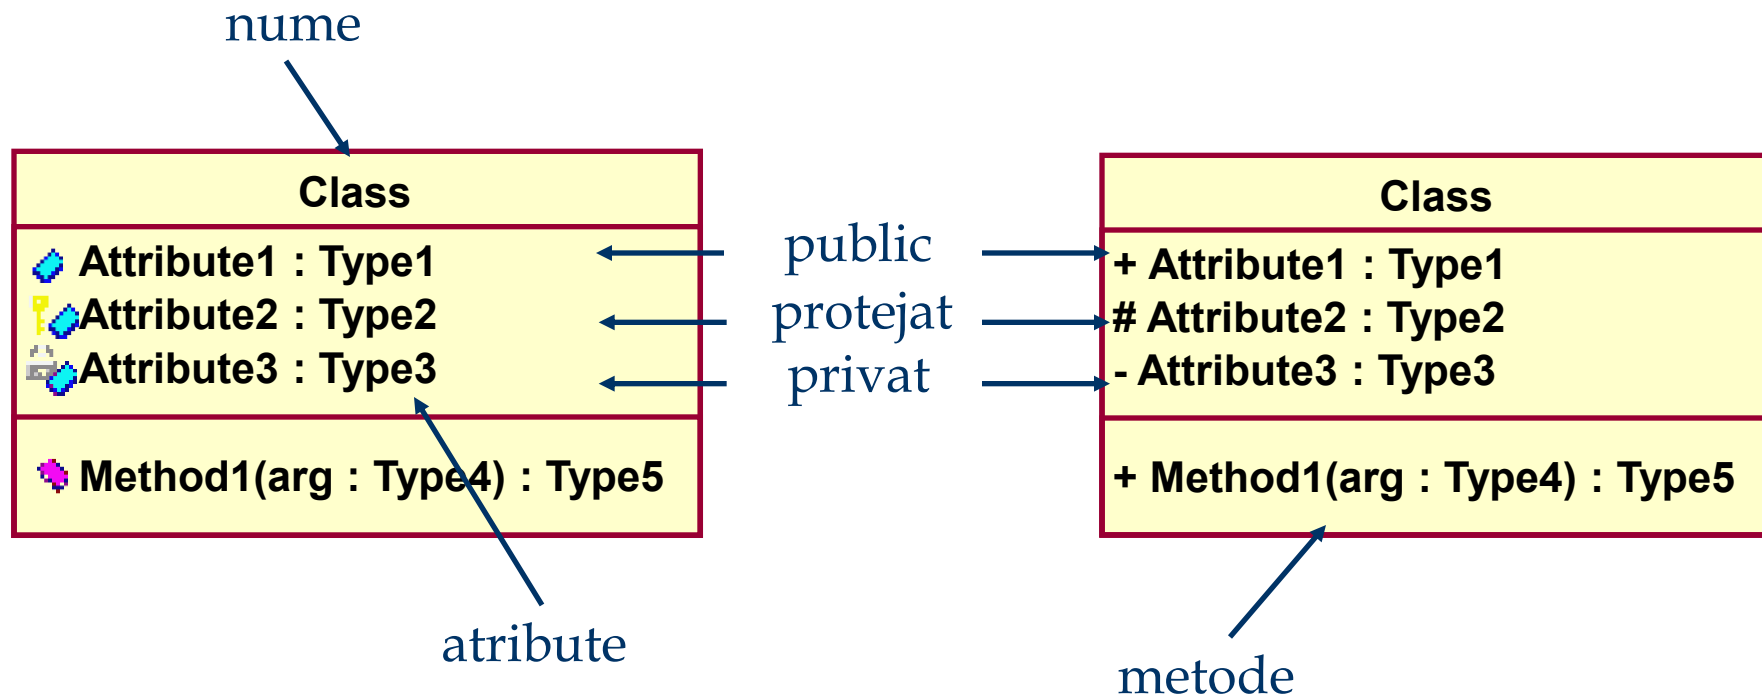 nume
Class
Attribute1 : Type1
Attribute2 : Type2
Attribute3 : Type3
Method1(arg : Type4) : Type5
public
protejat
privat
Class
+ Attribute1 : Type1
# Attribute2 : Type2
- Attribute3 : Type3
+ Method1(arg : Type4) : Type5
atribute
metode